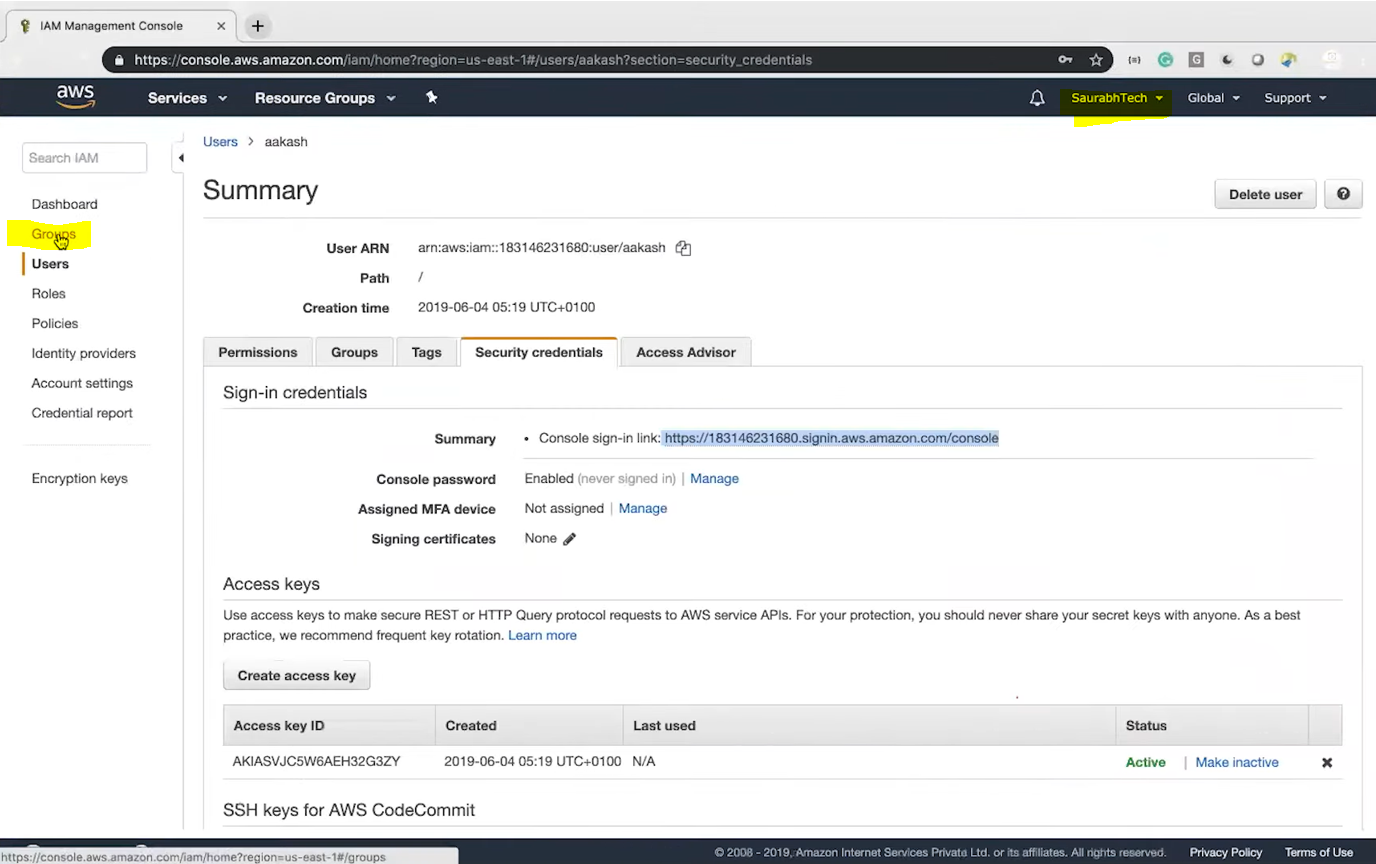 IAM Management Console
https://console.aws.amazon.com/iam/home?region=us-east-1#/users/aakash?section=security_credentials
aws Services Resource Groups SaurabhTech Global Support
Search IAM
Dashboard
Groups
Users
Roles
Policies
Identity providers
Account settings
Credential report
Encryption keys
Users > aakash
Summary
Delete user
User ARN arn:aws:iam::183146231680:user/aakash
Path /
Creation time 2019-06-04 05:19 UTC+0100
Permissions Groups Tags Security credentials Access Advisor
Sign-in credentials
Summary • Console sign-in link: https://183146231680.signin.aws.amazon.com/console
Console password Enabled (never signed in) | Manage
Assigned MFA device Not assigned | Manage
Signing certificates None
Access keys
Use access keys to make secure REST or HTTP Query protocol requests to AWS service APIs. For your protection, you should never share your secret keys with anyone. As a best
practice, we recommend frequent key rotation. Learn more
Create access key
Access key ID Created Last used Status
AKIASVJC5W6AEH32G3ZY 2019-06-04 05:19 UTC+0100 N/A Active | Make inactive
SSH keys for AWS CodeCommit
https://console.aws.amazon.com/iam/home?region=us-east-1#/groups
© 2008 - 2019, Amazon Internet Services Private Ltd. or its affiliates. All rights reserved. Privacy Policy Terms of Use